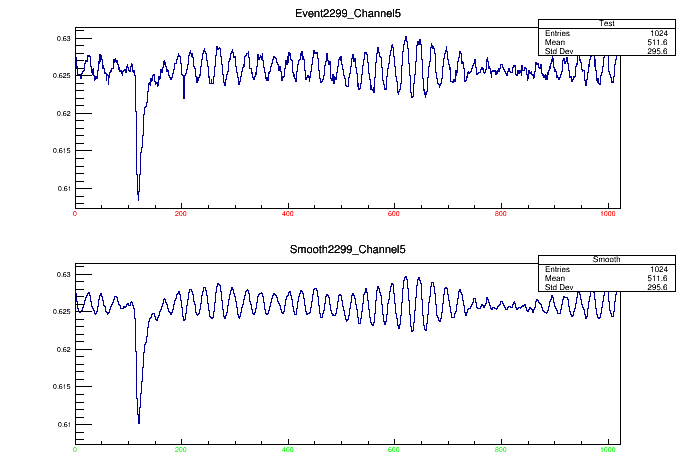 Event2299_Channel5
Test
Entries 1024
Mean 511.6
Std Dev 295.6
0.63
0.625
0.62
0.615
0.61
0 200 400 600 800 1000
Smooth2299_Channel5
Smooth
Entries 1024
Mean 511.6
Std Dev 295.6
0.63
0.625
0.62
0.615
0.61
0 200 400 600 800 1000